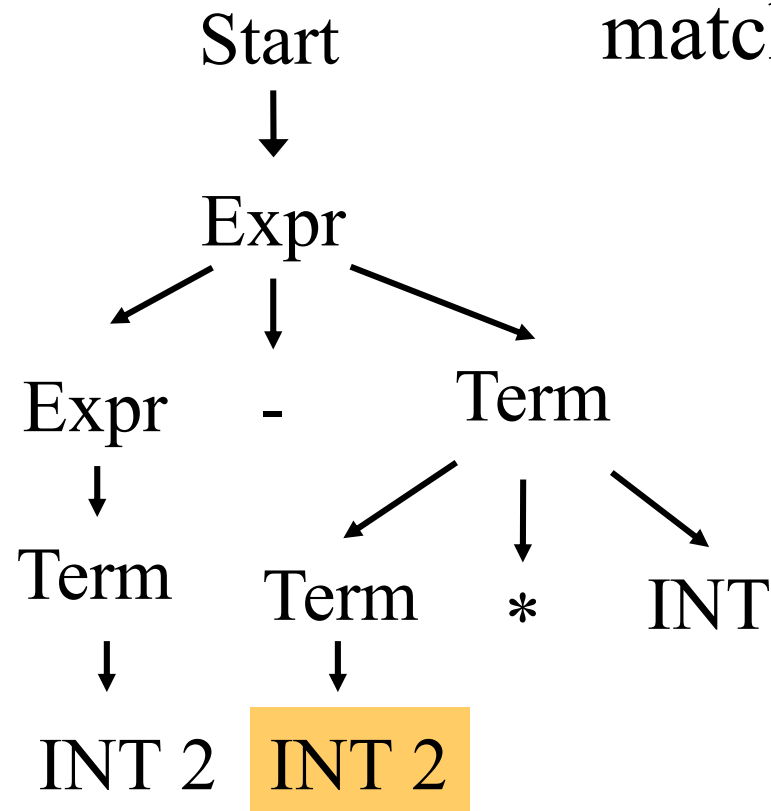 Start
Expr
Expr - Term
Term Term * INT
INT 2 INT 2